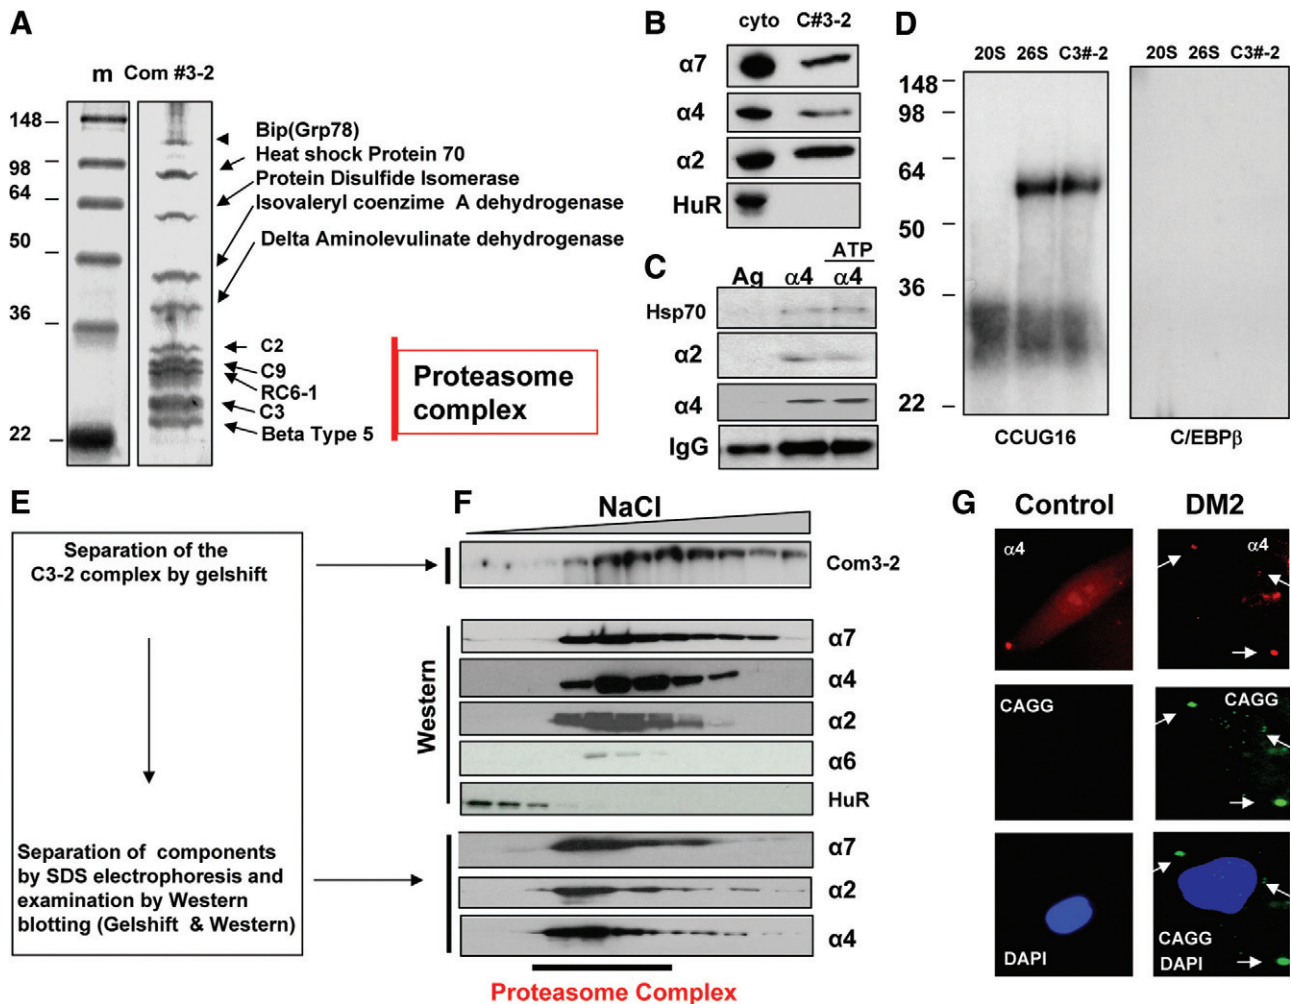 A
m Com #3-2
148
98
64
50
36
22
Bip(Grp78)
Heat shock Protein 70
Protein Disulfide Isomerase
Isovaleryl coenzime A dehydrogenase
Delta Aminolevulinate dehydrogenase
C2
C9
RC6-1
C3
Beta Type 5
Proteasome
complex
B
cyto C#3-2
α7
α4
α2
HuR
C
ATP
Ag α4 α4
Hsp70
α2
α4
IgG
D
20S 26S C3#-2
20S 26S C3#-2
148
98
64
50
36
22
CCUG16
C/EBPβ
E
Separation of the
C3-2 complex by gelshift
Separation of components
by SDS electrophoresis and
examination by Western
blotting (Gelshift & Western)
F
NaCl
Com3-2
Western
α7
α4
α2
α6
HuR
α7
α2
α4
Proteasome Complex
G
Control DM2
α4
α4
CAGG
CAGG
DAPI
CAGG
DAPI